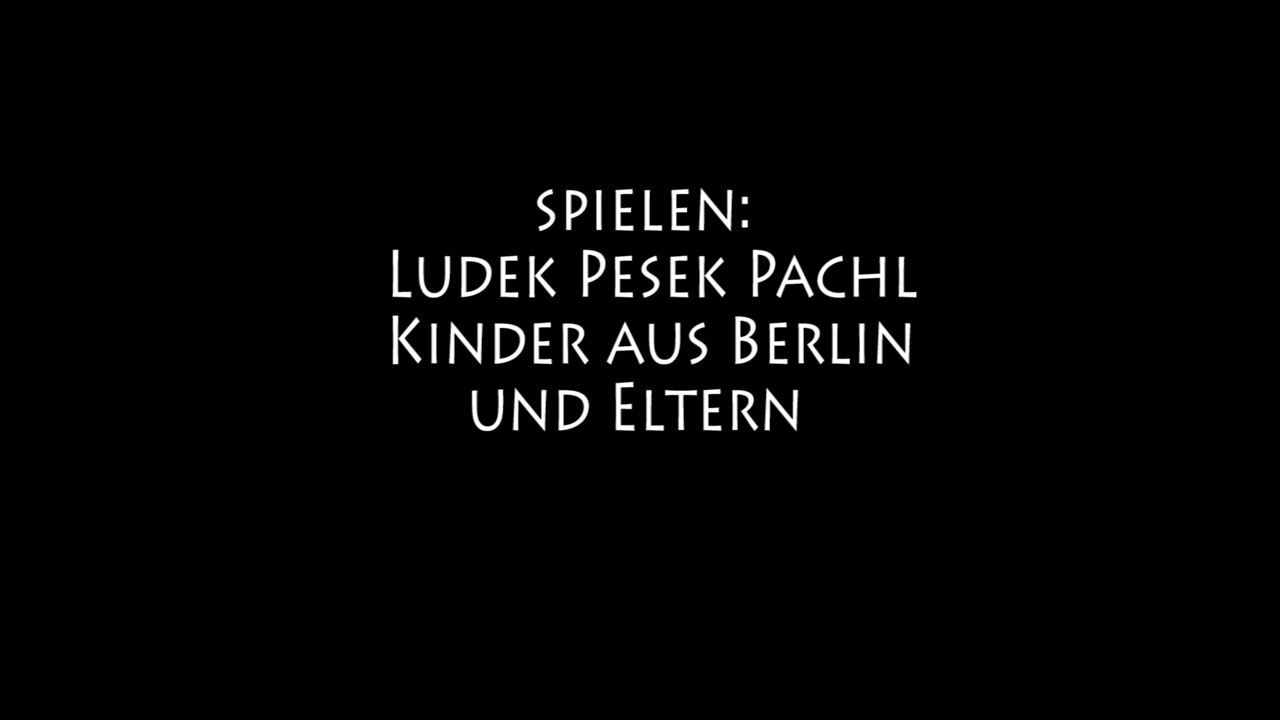 spielen:
Ludek Pesek Pachl
Kinder aus Berlin
und Eltern